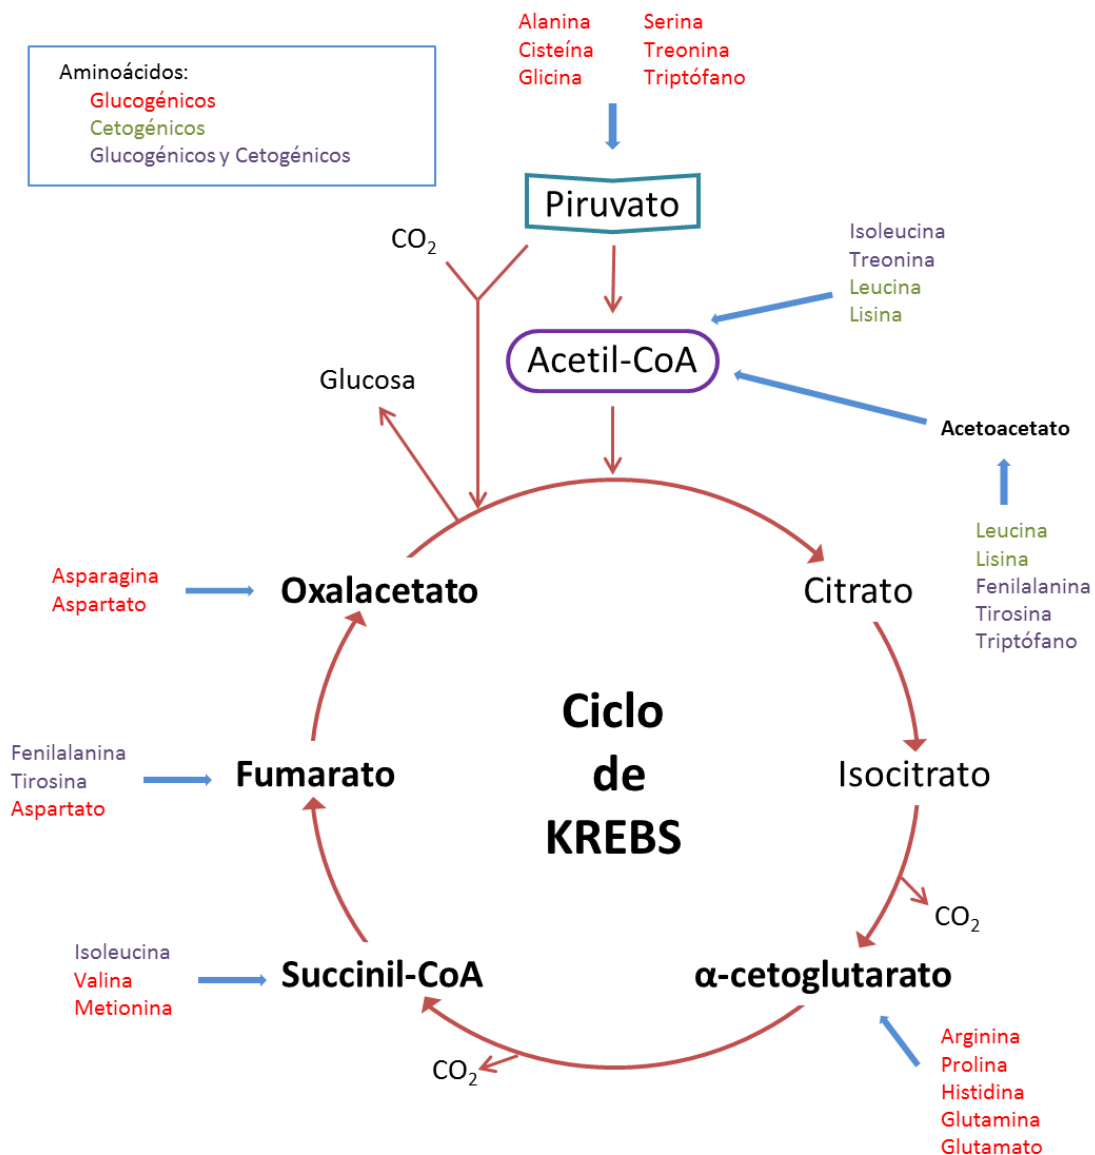 Aminoácidos:
Glucogénicos
Cetogénicos
Glucogénicos y Cetogénicos
Alanina
Cisteína
Glicina
Serina
Treonina
Triptófano
Piruvato
CO₂
Isoleucina
Treonina
Leucina
Lisina
Acetil-CoA
Glucosa
Acetoacetato
Leucina
Lisina
Fenilalanina
Tirosina
Triptófano
Asparagina
Aspartato
Oxalacetato
Citrato
Ciclo
de
KREBS
Fenilalanina
Tirosina
Aspartato
Fumarato
Isocitrato
CO₂
Isoleucina
Valina
Metionina
Succinil-CoA
α-cetoglutarato
CO₂
Arginina
Prolina
Histidina
Glutamina
Glutamato